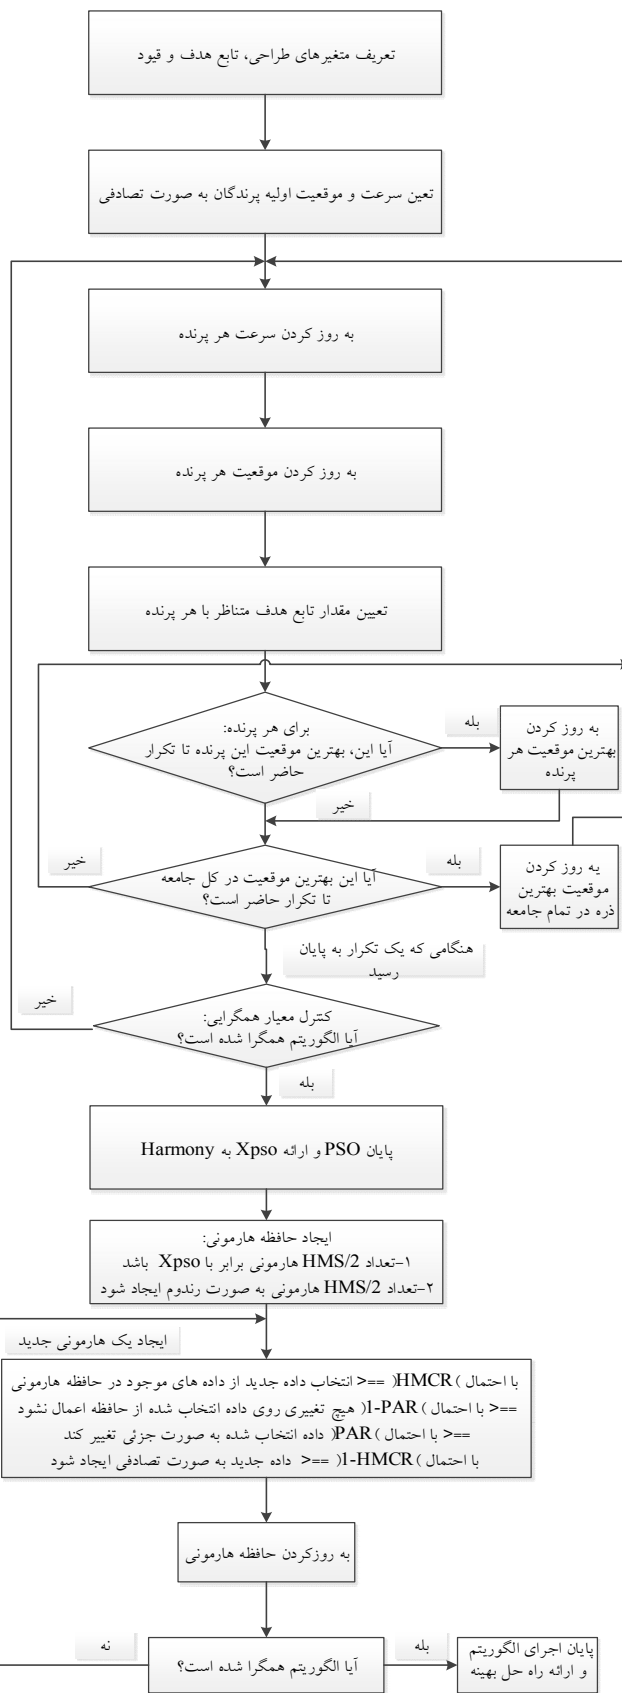 تعریف متغیرهای طراحی، تابع هدف و قیود
تعین سرعت و موقعیت اولیه پرندگان به صورت تصادفی
به روز کردن سرعت هر پرنده
به روز کردن موقعیت هر پرنده
تعیین مقدار تابع هدف متناظر با هر پرنده
برای هر پرنده:
آیا این، بهترین موقعیت این پرنده تا تکرار
حاضر است؟
بله
به روز کردن
بهترین موقعیت هر
پرنده
خیر
آیا این بهترین موقعیت در کل جامعه
تا تکرار حاضر است؟
خیر
بله
یه روز کردن
موقعیت بهترین
ذره در تمام جامعه
هنگامی که یک تکرار به پایان
رسید
کنترل معیار همگرایی:
آیا الگوریتم همگرا شده است؟
خیر
بله
پایان PSO و ارائه Xpso به Harmony
ایجاد حافظه هارمونی:
۱-تعداد HMS/2 هارمونی برابر با Xpso باشد
۲-تعداد HMS/2 هارمونی به صورت رندوم ایجاد شود
ایجاد یک هارمونی جدید
با احتمال )HMCR( ==> انتخاب داده جدید از داده های موجود در حافظه هارمونی
==> با احتمال )1-PAR( هیچ تغییری روی داده انتخاب شده از حافظه اعمال نشود
==> با احتمال )PAR( داده انتخاب شده به صورت جزئی تغییر کند
با احتمال )1-HMCR( ==> داده جدید به صورت تصادفی ایجاد شود
به روزکردن حافظه هارمونی
آیا الگوریتم همگرا شده است؟
نه
بله
پایان اجرای الگوریتم
و ارائه راه حل بهینه